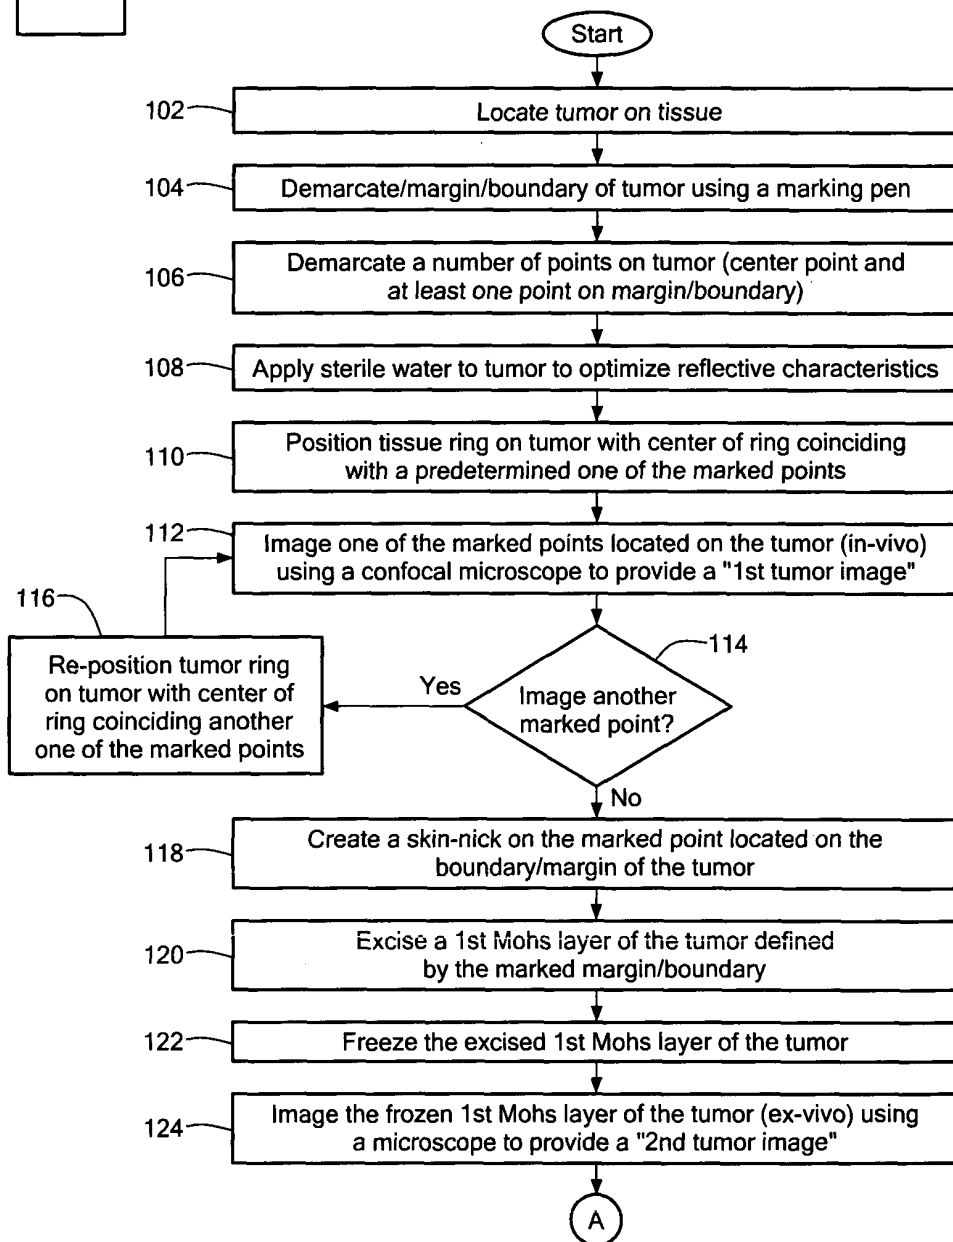 Start
102
Locate tumor on tissue
104
Demarcate/margin/boundary of tumor using a marking pen
106
Demarcate a number of points on tumor (center point and
at least one point on margin/boundary)
108
Apply sterile water to tumor to optimize reflective characteristics
110
Position tissue ring on tumor with center of ring coinciding
with a predetermined one of the marked points
112
Image one of the marked points located on the tumor (in-vivo)
using a confocal microscope to provide a "1st tumor image"
116
Re-position tumor ring
on tumor with center of
ring coinciding another
one of the marked points
Yes
114
Image another
marked point?
No
118
Create a skin-nick on the marked point located on the
boundary/margin of the tumor
120
Excise a 1st Mohs layer of the tumor defined
by the marked margin/boundary
122
Freeze the excised 1st Mohs layer of the tumor
124
Image the frozen 1st Mohs layer of the tumor (ex-vivo) using
a microscope to provide a "2nd tumor image"
A